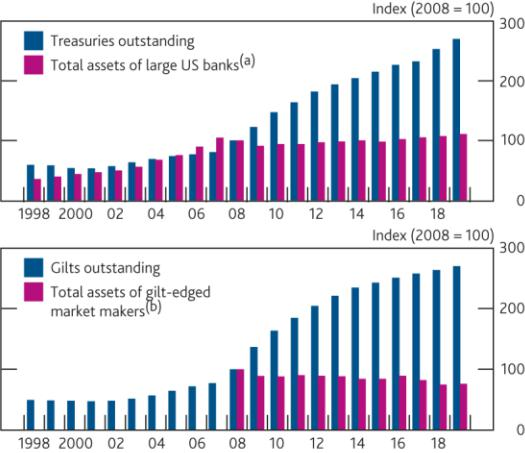 Index (2008 = 100)
300
Treasuries outstanding
Total assets of large US banks(a)
200
100
0
1998 2000 02 04 06 08 10 12 14 16 18
Index (2008 = 100)
300
Gilts outstanding
Total assets of gilt-edged
market makers(b)
200
100
0
1998 2000 02 04 06 08 10 12 14 16 18